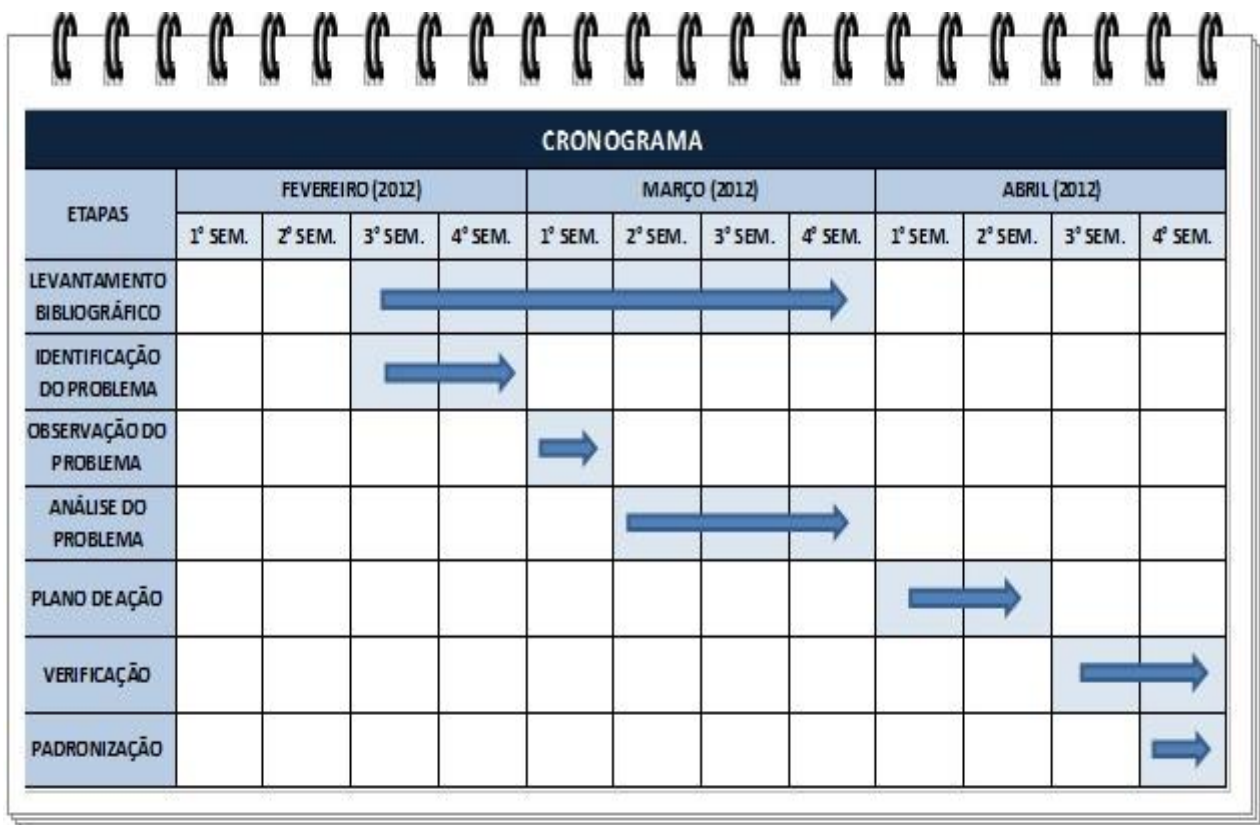 CRONOGRAMA
ETAPAS
FEVEREIRO (2012)
MARÇO (2012)
ABRIL (2012)
1° SEM.
2° SEM.
3° SEM.
4° SEM.
1° SEM.
2° SEM.
3° SEM.
4° SEM.
1° SEM.
2° SEM.
3° SEM.
4° SEM.
LEVANTAMENTO
BIBLIOGRÁFICO
IDENTIFICAÇÃO
DO PROBLEMA
OBSERVAÇÃO DO
PROBLEMA
ANÁLISE DO
PROBLEMA
PLANO DE AÇÃO
VERIFICAÇÃO
PADRONIZAÇÃO